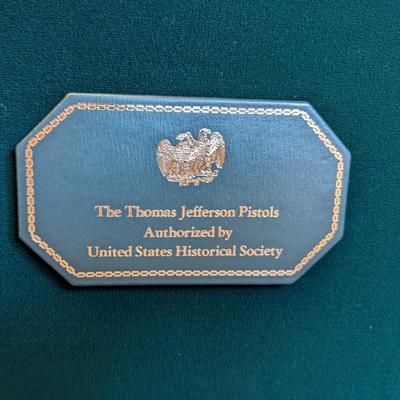 The Thomas Jefferson Pistols
Authorized by
United States Historical Society